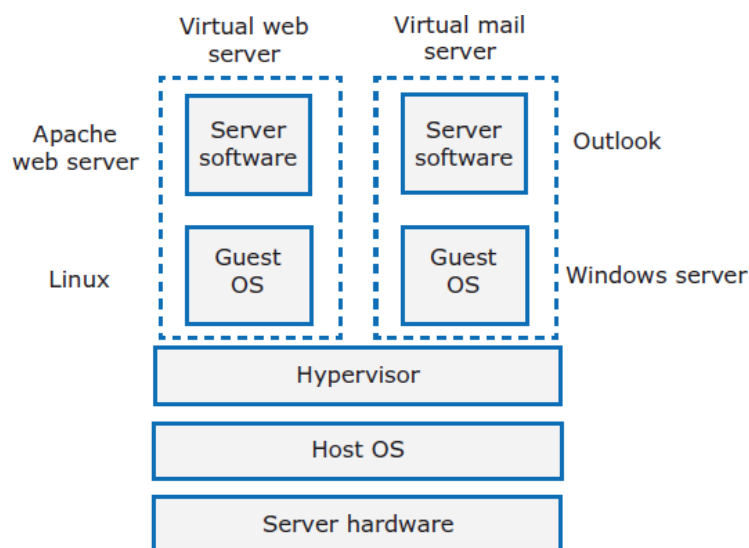 Virtual web
server
Virtual mail
server
Apache
web server
Server
software
Server
software
Outlook
Linux
Guest
OS
Guest
OS
Windows server
Hypervisor
Host OS
Server hardware